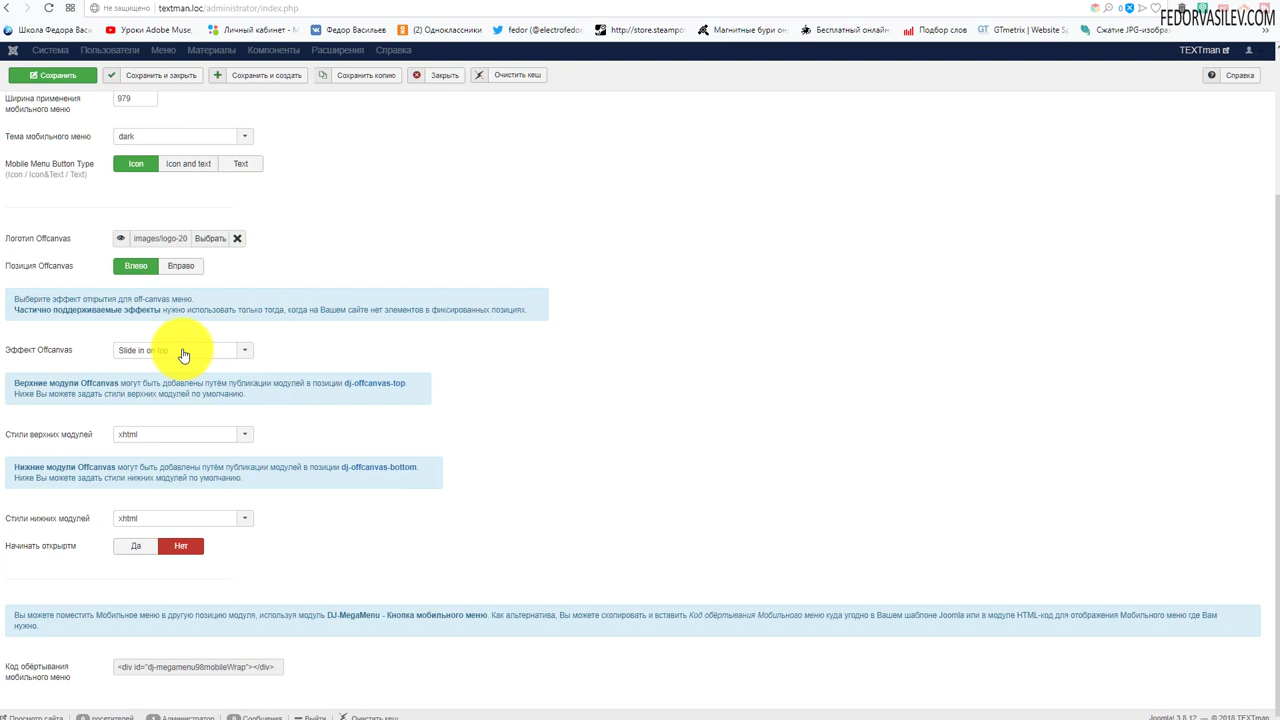 Не защищено textman.loc/administrator/index.php
FEDORVASILEV.COM
Школа Федора Васи Уроки Adobe Muse, Личный кабинет - М Федор Васильев (2) Одноклассники fedor (@electrofedo http://store.steampo Магнитные бури он Бесплатный онлайн Подбор слов GTmetrix | Website Sp Сжатие JPG-изобра
Система Пользователи Меню Материалы Компоненты Расширения Справка TEXTman
Сохранить Сохранить и закрыть Сохранить и создать Сохранить копию Закрыть Очистить кеш Справка
Ширина применения 979
мобильного меню
Тема мобильного меню dark
Mobile Menu Button Type Icon Icon and text Text
(Icon / Icon&Text / Text)
Логотип Offcanvas images/logo-20 Выбрать
Позиция Offcanvas Влево Вправо
Выберите эффект открытия для off-canvas меню.
Частично поддерживаемые эффекты нужно использовать только тогда, когда на Вашем сайте нет элементов в фиксированных позициях.
Эффект Offcanvas Slide in on top
Верхние модули Offcanvas могут быть добавлены путём публикации модулей в позиции dj-offcanvas-top.
Ниже Вы можете задать стили верхних модулей по умолчанию.
Стили верхних модулей xhtml
Нижние модули Offcanvas могут быть добавлены путём публикации модулей в позиции dj-offcanvas-bottom.
Ниже Вы можете задать стили нижних модулей по умолчанию.
Стили нижних модулей xhtml
Начинать открыртм Да Нет
Вы можете поместить Мобильное меню в другую позицию модуля, используя модуль DJ-MegaMenu - Кнопка мобильного меню. Как альтернатива, Вы можете скопировать и вставить Код обёртывания Мобильного меню куда угодно в Вашем шаблоне Joomla или в модуле HTML-код для отображения Мобильного меню где Вам
нужно.
Код обёртывания <div id="dj-megamenu98mobileWrap"></div>
мобильного меню
Просмотр сайта 0 посетителей 1 Администратор 0 Сообщения Выйти Очистить кеш Joomla! 3.8.12 — © 2018 TEXTman